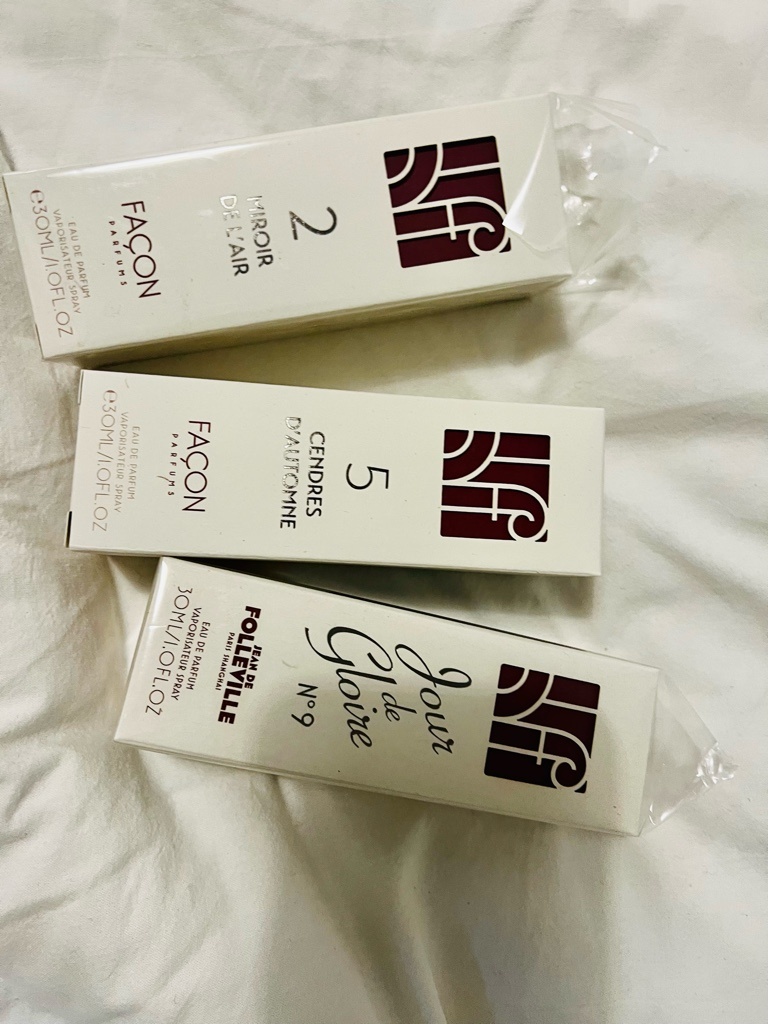 2
MIROIR
DE L'AIR
FAÇON
PARFUMS
EAU DE PARFUM
VAPORISATEUR SPRAY
℮30ML/1.0FL.OZ
5
CENDRES
D'AUTOMNE
FAÇON
PARFUMS
EAU DE PARFUM
VAPORISATEUR SPRAY
℮30ML/1.0FL.OZ
Jour
de
Gloire
Nº9
JEAN DE
FOLLEVILLE
PARIS SHANGHAI
EAU DE PARFUM
VAPORISATEUR SPRAY
30ML/1.0FL.OZ